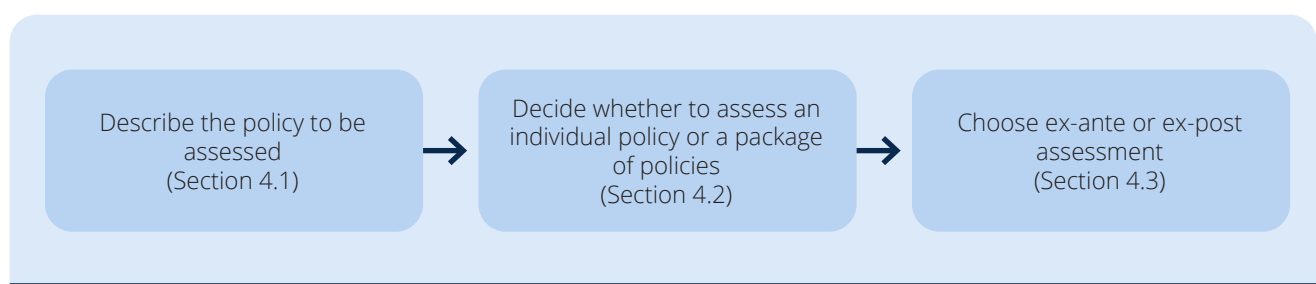 Describe the policy to be
assessed
(Section 4.1)
Decide whether to assess an
individual policy or a package
of policies
(Section 4.2)
Choose ex-ante or ex-post
assessment
(Section 4.3)